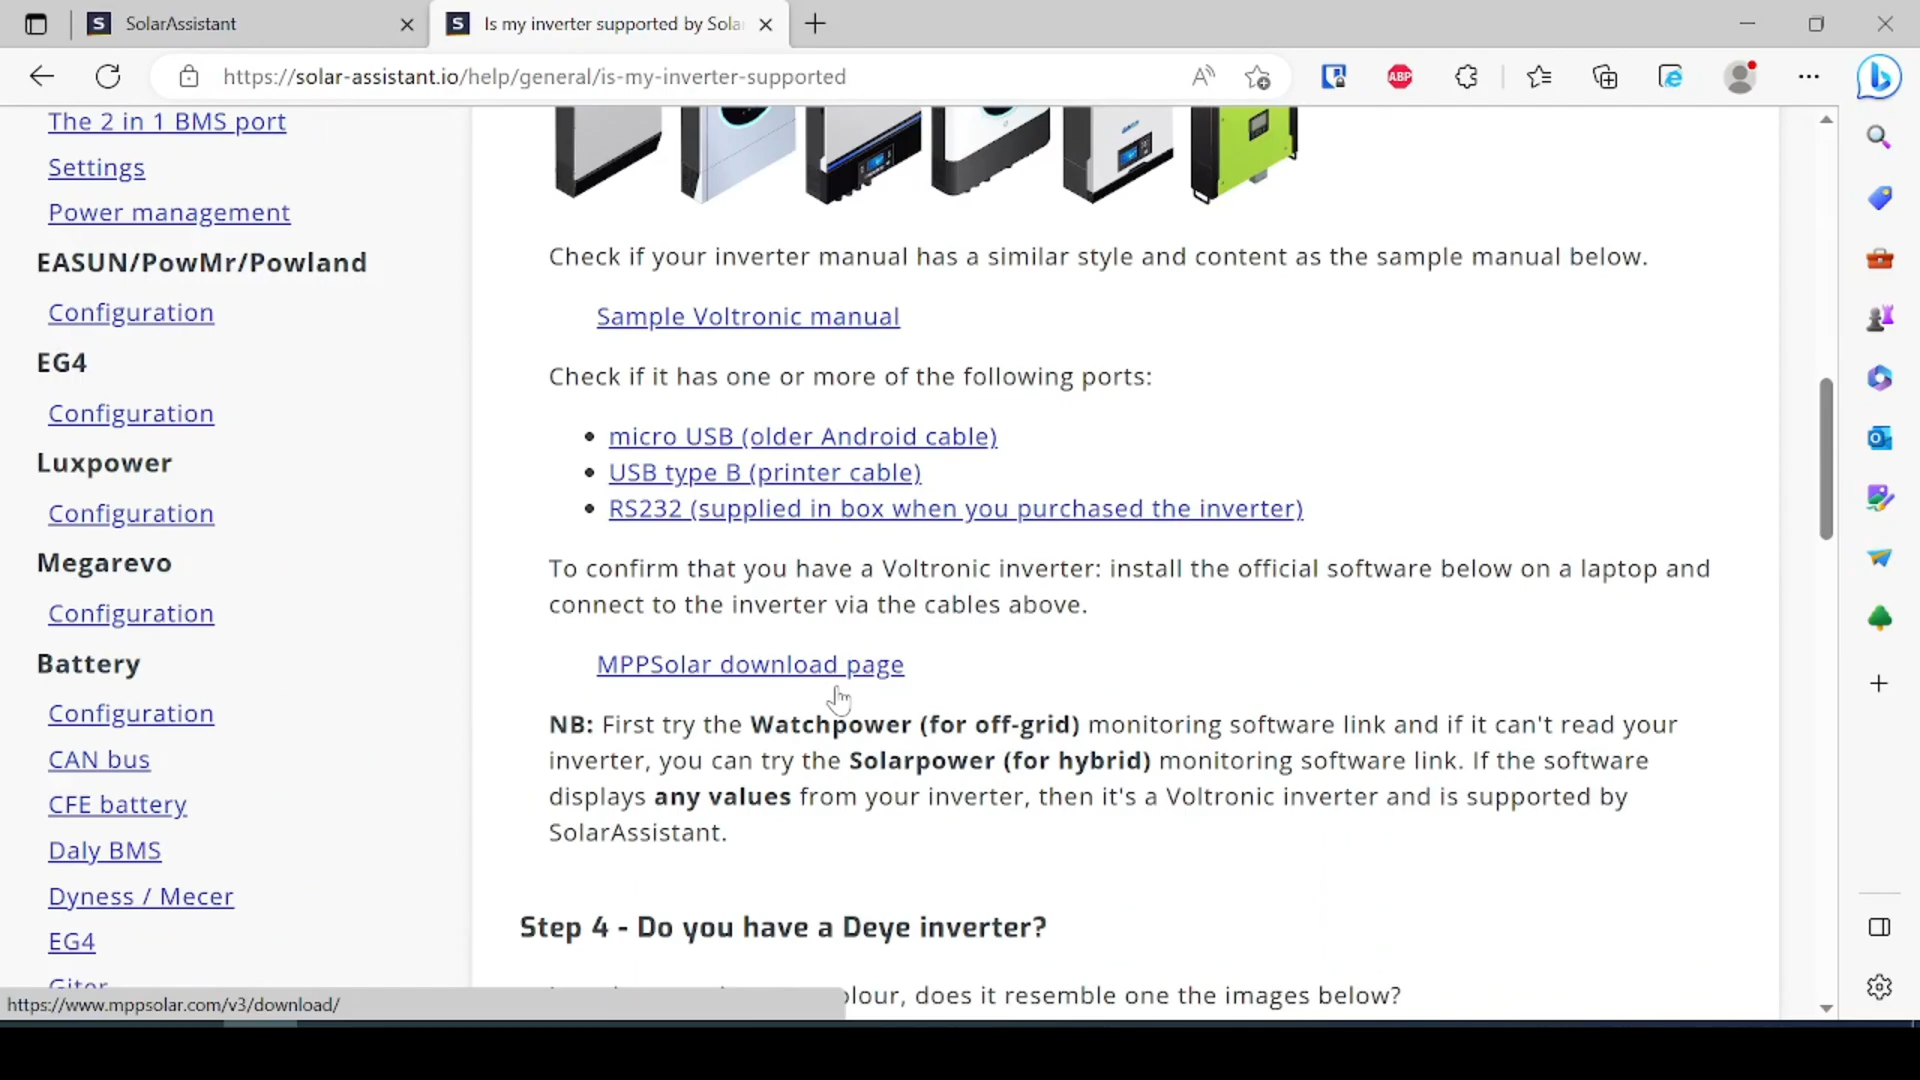 SolarAssistant
Is my inverter supported by Sola
https://solar-assistant.io/help/general/is-my-inverter-supported
ABP
The 2 in 1 BMS port
Settings
Power management
EASUN/PowMr/Powland
Configuration
EG4
Configuration
Luxpower
Configuration
Megarevo
Configuration
Battery
Configuration
CAN bus
CFE battery
Daly BMS
Dyness / Mecer
EG4
Check if your inverter manual has a similar style and content as the sample manual below.
Sample Voltronic manual
Check if it has one or more of the following ports:
micro USB (older Android cable)
USB type B (printer cable)
RS232 (supplied in box when you purchased the inverter)
To confirm that you have a Voltronic inverter: install the official software below on a laptop and
connect to the inverter via the cables above.
MPPSolar download page
NB: First try the Watchpower (for off-grid) monitoring software link and if it can't read your
inverter, you can try the Solarpower (for hybrid) monitoring software link. If the software
displays any values from your inverter, then it's a Voltronic inverter and is supported by
SolarAssistant.
Step 4 - Do you have a Deye inverter?
olour, does it resemble one the images below?
https://www.mppsolar.com/v3/download/